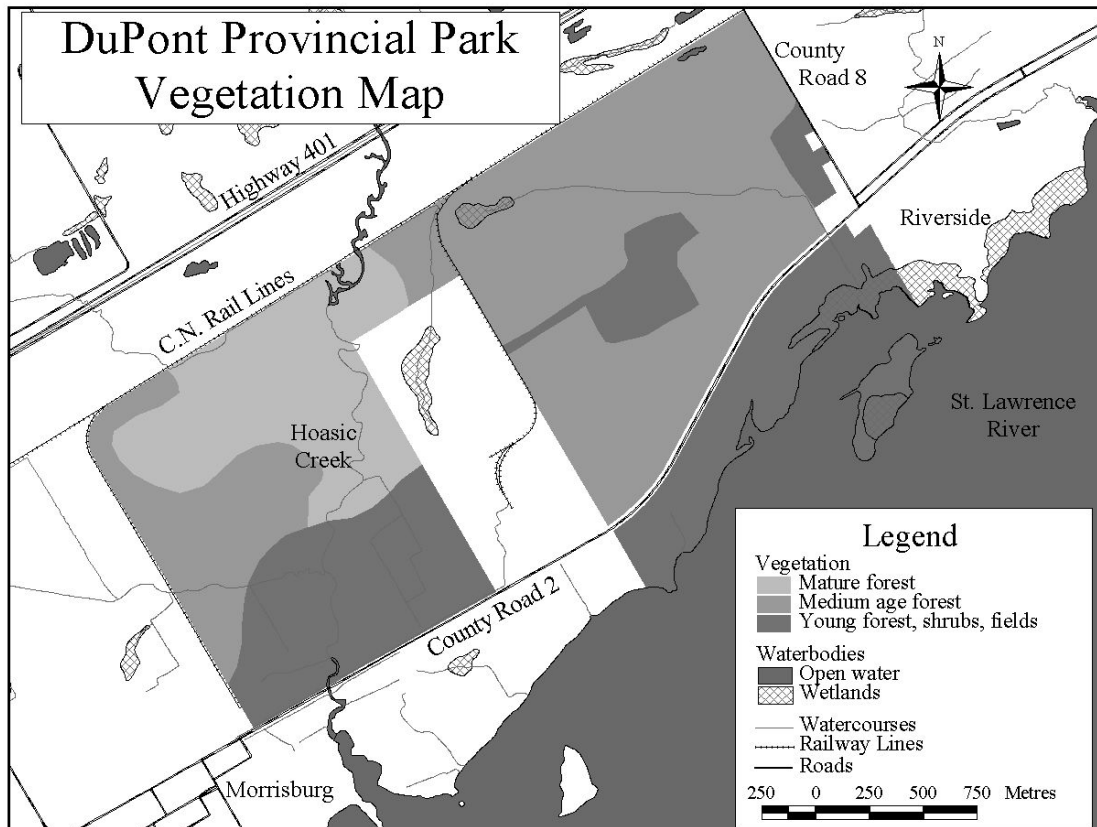 DuPont Provincial Park
Vegetation Map
County
Road 8
N
Highway 401
C.N. Rail Lines
Riverside
St. Lawrence
River
Hoasic
Creek
County Road 2
Morrisburg
Legend
Vegetation
Mature forest
Medium age forest
Young forest, shrubs, fields
Waterbodies
Open water
Wetlands
Watercourses
Railway Lines
Roads
250 0 250 500 750 Metres